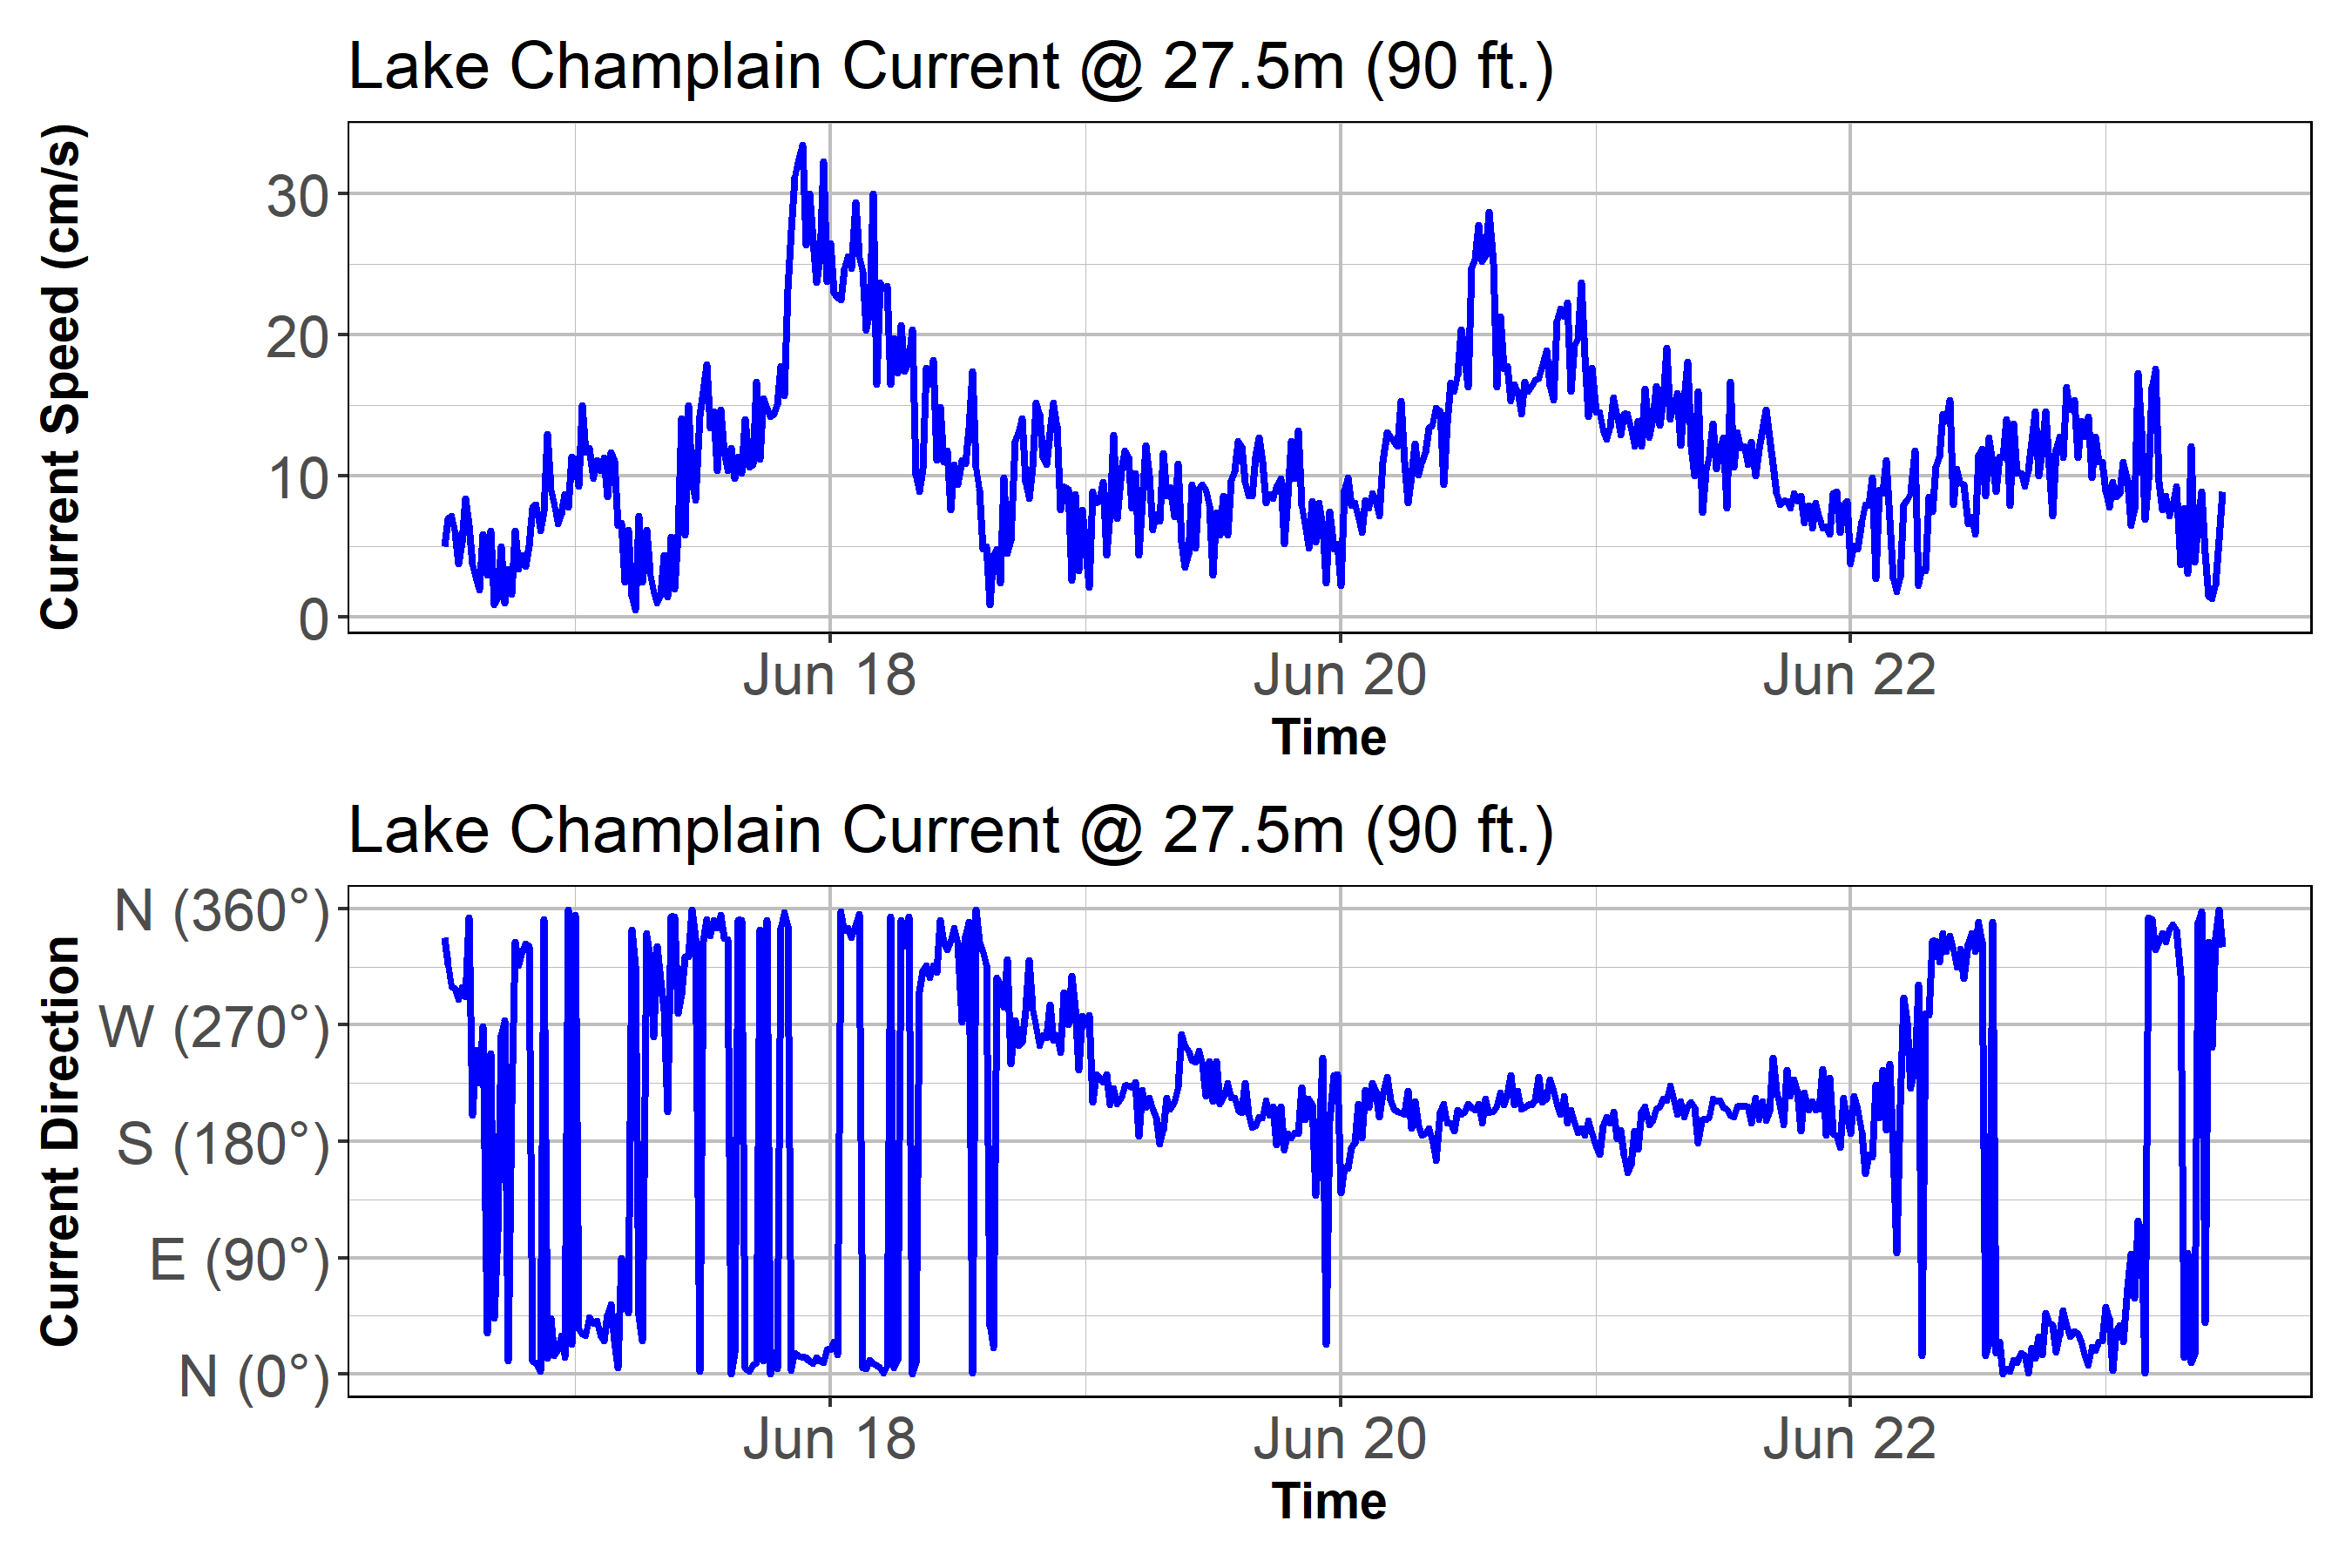 Lake Champlain Current @ 27.5m (90 ft.)
Current Speed (cm/s)
30
20
10
0
Jun 18 Jun 20 Jun 22
Time
Lake Champlain Current @ 27.5m (90 ft.)
Current Direction
N (360°)
W (270°)
S (180°)
E (90°)
N (0°)
Jun 18 Jun 20 Jun 22
Time